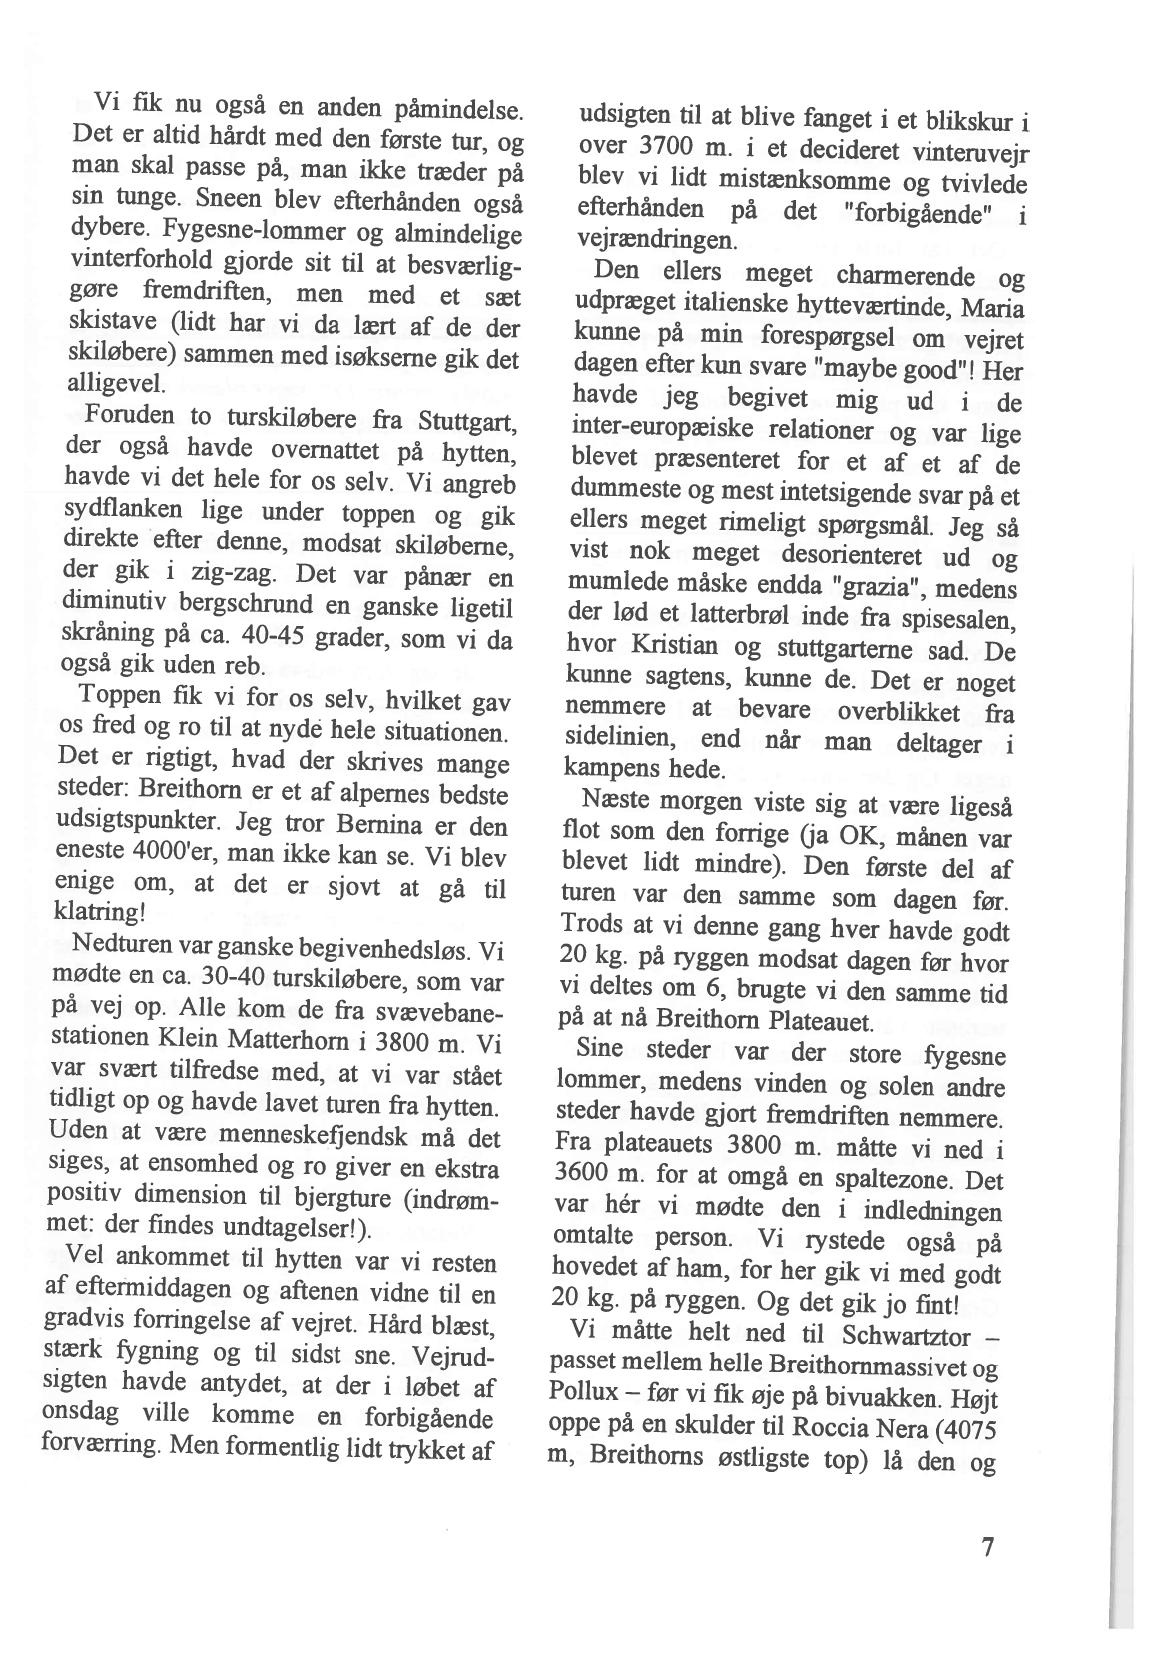 Vi fik nu også en anden påmindelse.
Det er altid hårdt med den første tur, og
man skal passe på, man ikke træder på
sin tunge. Sneen blev efterhånden også
dybere. Fygesne-lommer og almindelige
vinterforhold gjorde sit til at besværlig-
gøre fremdriften, men med et sæt
skistave (lidt har vi da lært af de der
skiløbere) sammen med isøkserne gik det
alligevel.
Foruden to turskiløbere fra Stuttgart,
der også havde overnattet på hytten,
havde vi det hele for os selv. Vi angreb
sydflanken lige under toppen og gik
direkte efter denne, modsat skiløberne,
der gik i zig-zag. Det var pånær en
diminutiv bergschrund en ganske ligetil
skråning på ca. 40-45 grader, som vi da
også gik uden reb.
Toppen fik vi for os selv, hvilket gav
os fred og ro til at nyde hele situationen.
Det er rigtigt, hvad der skrives mange
steder: Breithorn er et af alpernes bedste
udsigtspunkter. Jeg tror Bernina er den
eneste 4000'er, man ikke kan se. Vi blev
enige om, at det er sjovt at gå til
klatring!
Nedturen var ganske begivenhedsløs. Vi
mødte en ca. 30-40 turskiløbere, som var
på vej op. Alle kom de fra svævebane-
stationen Klein Matterhorn i 3800 m. Vi
var svært tilfredse med, at vi var stået
tidligt op og havde lavet turen fra hytten.
Uden at være menneskefjendsk må det
siges, at ensomhed og ro giver en ekstra
positiv dimension til bjergture (indrøm-
met: der findes undtagelser!).
Vel ankommet til hytten var vi resten
af eftermiddagen og aftenen vidne til en
gradvis forringelse af vejret. Hård blæst,
stærk fygning og til sidst sne. Vejrud-
sigten havde antydet, at der i løbet af
onsdag ville komme en forbigående
forværring. Men formentlig lidt trykket af
udsigten til at blive fanget i et blikskur i
over 3700 m. i et decideret vinteruvejr
blev vi lidt mistænksomme og tvivlede
efterhånden på det "forbigående" i
vejrændringen.
Den ellers meget charmerende og
udpræget italienske hytteværtinde, Maria
kunne på min forespørgsel om vejret
dagen efter kun svare "maybe good"! Her
havde jeg begivet mig ud i de
inter-europæiske relationer og var lige
blevet præsenteret for et af et af de
dummeste og mest intetsigende svar på et
ellers meget rimeligt spørgsmål. Jeg så
vist nok meget desorienteret ud og
mumlede måske endda "grazia", medens
der lød et latterbrøl inde fra spisesalen,
hvor Kristian og stuttgarterne sad. De
kunne sagtens, kunne de. Det er noget
nemmere at bevare overblikket fra
sidelinien, end når man deltager i
kampens hede.
Næste morgen viste sig at være ligeså
flot som den forrige (ja OK, månen var
blevet lidt mindre). Den første del af
turen var den samme som dagen før.
Trods at vi denne gang hver havde godt
20 kg. på ryggen modsat dagen før hvor
vi deltes om 6, brugte vi den samme tid
på at nå Breithorn Plateauet.
Sine steder var der store fygesne
lommer, medens vinden og solen andre
steder havde gjort fremdriften nemmere.
Fra plateauets 3800 m. måtte vi ned i
3600 m. for at omgå en spaltezone. Det
var hér vi mødte den i indledningen
omtalte person. Vi rystede også på
hovedet af ham, for her gik vi med godt
20 kg. på ryggen. Og det gik jo fint!
Vi måtte helt ned til Schwartztor –
passet mellem helle Breithornmassivet og
Pollux – før vi fik øje på bivuakken. Højt
oppe på en skulder til Roccia Nera (4075
m, Breithorns østligste top) lå den og
7